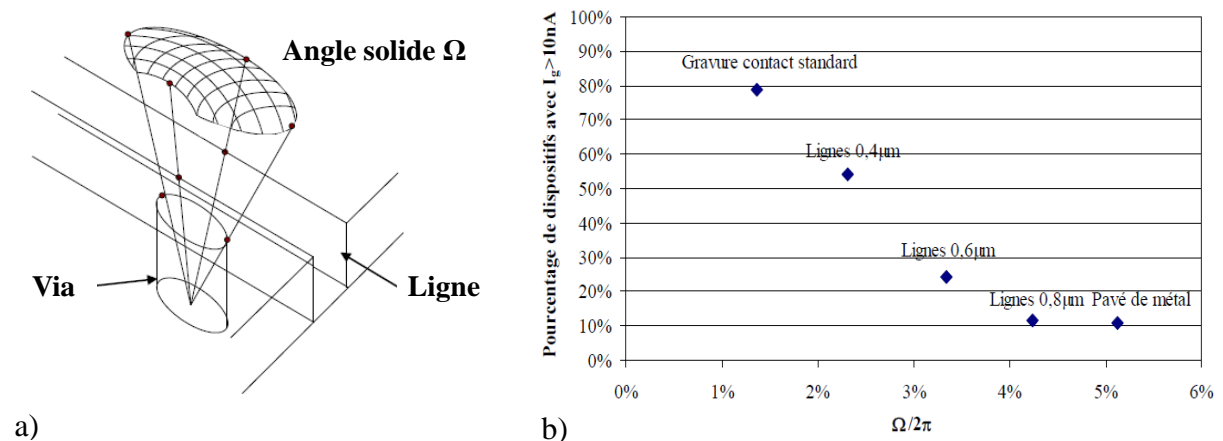 Angle solide Ω
Via
Ligne
a)
Pourcentage de dispositifs avec I_g>10nA
100%
90%
80%
70%
60%
50%
40%
30%
20%
10%
0%
Gravure contact standard
Lignes 0,4µm
Lignes 0,6µm
Lignes 0,8µm Pavé de métal
0% 1% 2% 3% 4% 5% 6%
Ω/2π
b)